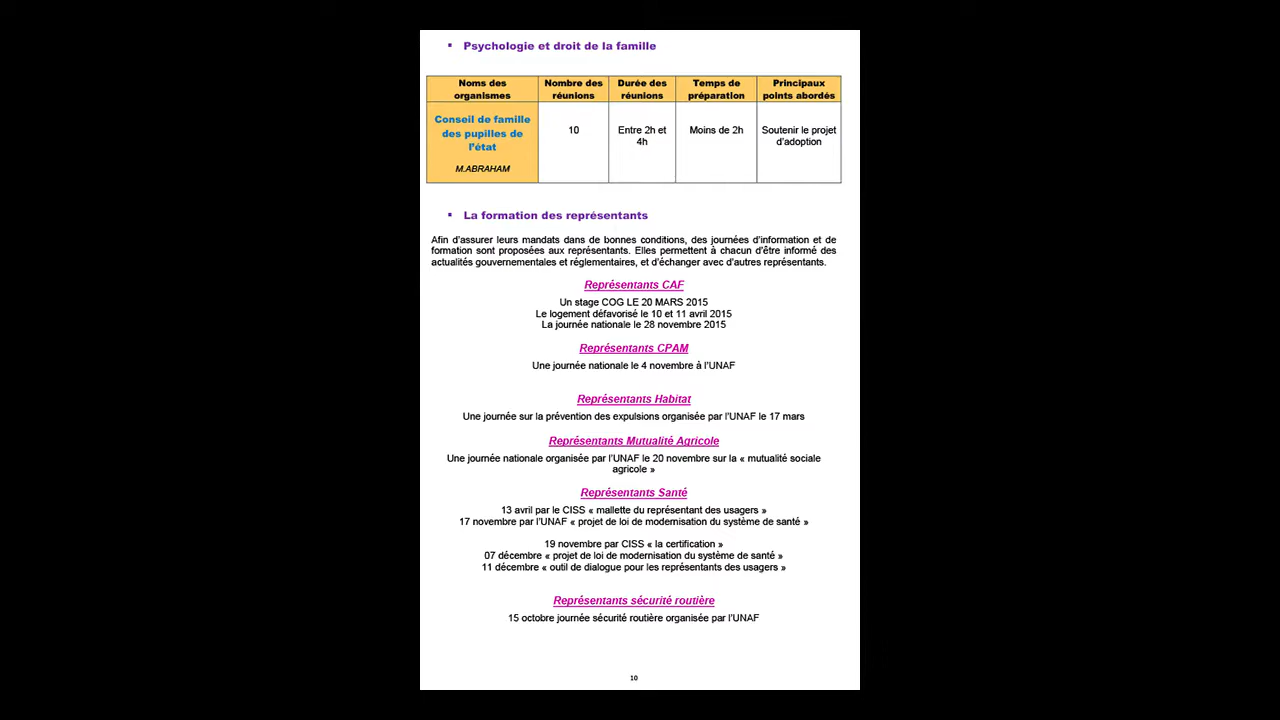 ▪ Psychologie et droit de la famille
Noms des organismes
Nombre des réunions
Durée des réunions
Temps de préparation
Principaux points abordés
Conseil de famille
des pupilles de
l'état
M.ABRAHAM
10
Entre 2h et
4h
Moins de 2h
Soutenir le projet
d'adoption
▪ La formation des représentants
Afin d'assurer leurs mandats dans de bonnes conditions, des journées d'information et de
formation sont proposées aux représentants. Elles permettent à chacun d'être informé des
actualités gouvernementales et réglementaires, et d'échanger avec d'autres représentants.
Représentants CAF
Un stage COG LE 20 MARS 2015
Le logement défavorisé le 10 et 11 avril 2015
La journée nationale le 28 novembre 2015
Représentants CPAM
Une journée nationale le 4 novembre à l'UNAF
Représentants Habitat
Une journée sur la prévention des expulsions organisée par l'UNAF le 17 mars
Représentants Mutualité Agricole
Une journée nationale organisée par l'UNAF le 20 novembre sur la « mutualité sociale
agricole »
Représentants Santé
13 avril par le CISS « mallette du représentant des usagers »
17 novembre par l'UNAF « projet de loi de modernisation du système de santé »
19 novembre par CISS « la certification »
07 décembre « projet de loi de modernisation du système de santé »
11 décembre « outil de dialogue pour les représentants des usagers »
Représentants sécurité routière
15 octobre journée sécurité routière organisée par l'UNAF
10